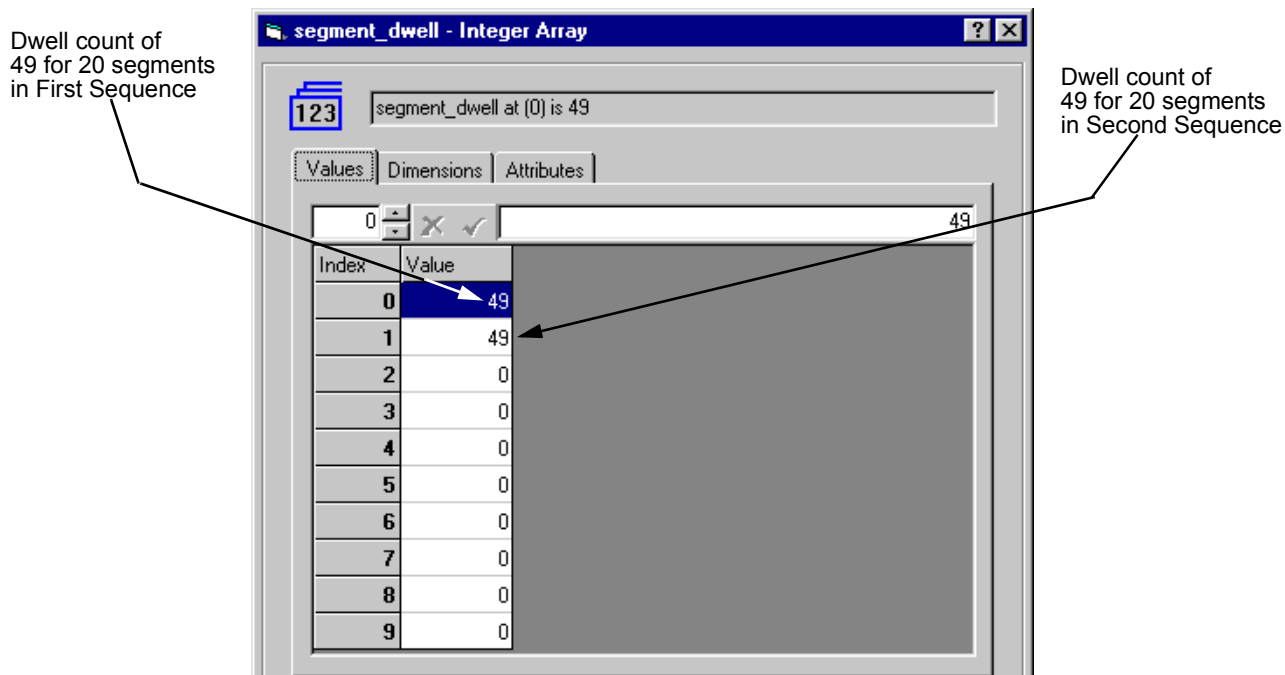 segment_dwell - Integer Array
Dwell count of
49 for 20 segments
in First Sequence
Dwell count of
49 for 20 segments
in Second Sequence
123
segment_dwell at (0) is 49
Values Dimensions Attributes
0 49
Index Value
0 49
1 49
2 0
3 0
4 0
5 0
6 0
7 0
8 0
9 0